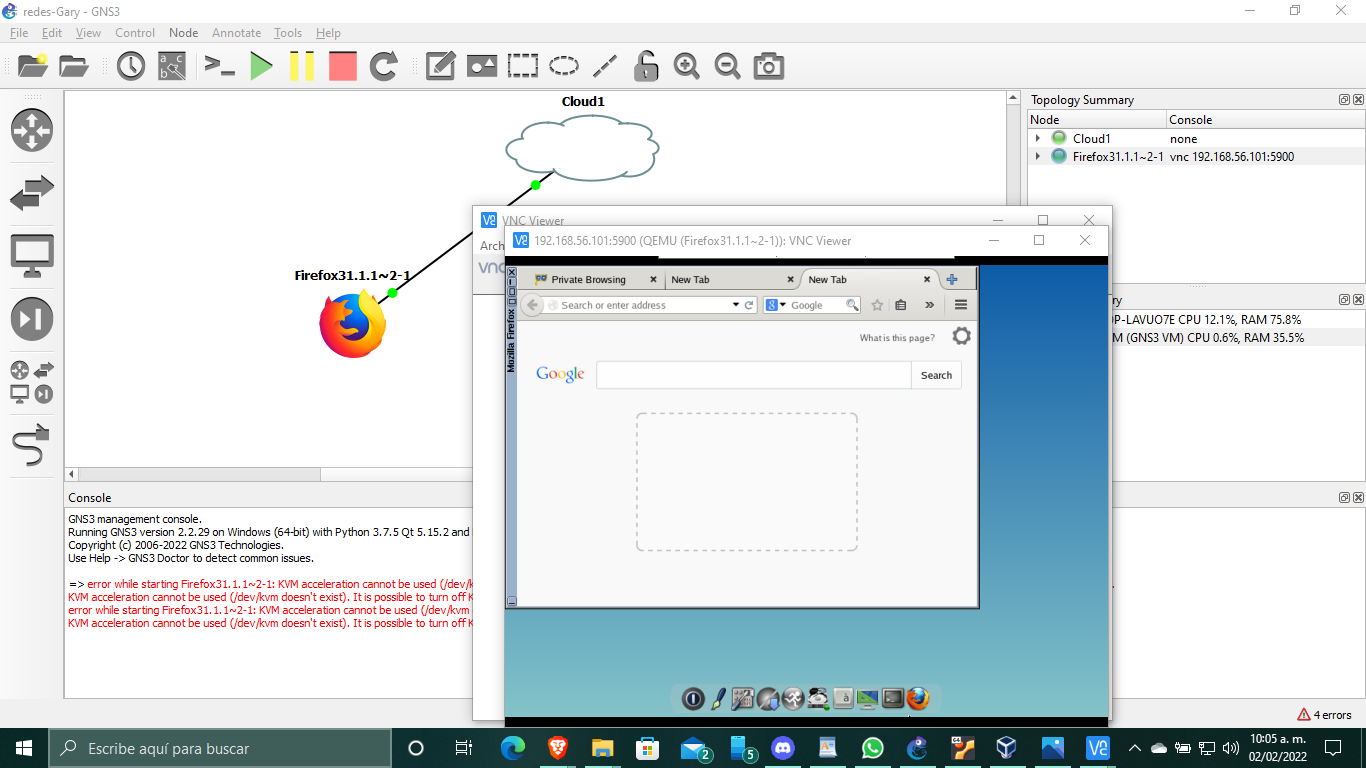 redes-Gary - GNS3
File Edit View Control Node Annotate Tools Help
Cloud1
Firefox31.1.1~2-1
Topology Summary
Node Console
Cloud1 none
Firefox31.1.1~2-1 vnc 192.168.56.101:5900
VNC Viewer
Arch
192.168.56.101:5900 (QEMU (Firefox31.1.1~2-1)): VNC Viewer
Mozilla Firefox
Private Browsing New Tab New Tab
Search or enter address Google
What is this page?
Google Search
P-LAVUO7E CPU 12.1%, RAM 75.8%
M (GNS3 VM) CPU 0.6%, RAM 35.5%
Console
GNS3 management console.
Running GNS3 version 2.2.29 on Windows (64-bit) with Python 3.7.5 Qt 5.15.2 and
Copyright (c) 2006-2022 GNS3 Technologies.
Use Help -> GNS3 Doctor to detect common issues.
=> error while starting Firefox31.1.1~2-1: KVM acceleration cannot be used (/dev/k
KVM acceleration cannot be used (/dev/kvm doesn't exist). It is possible to turn off K
error while starting Firefox31.1.1~2-1: KVM acceleration cannot be used (/dev/kvm
KVM acceleration cannot be used (/dev/kvm doesn't exist). It is possible to turn off K
4 errors
Escribe aquí para buscar
2
5
10:05 a. m.
02/02/2022